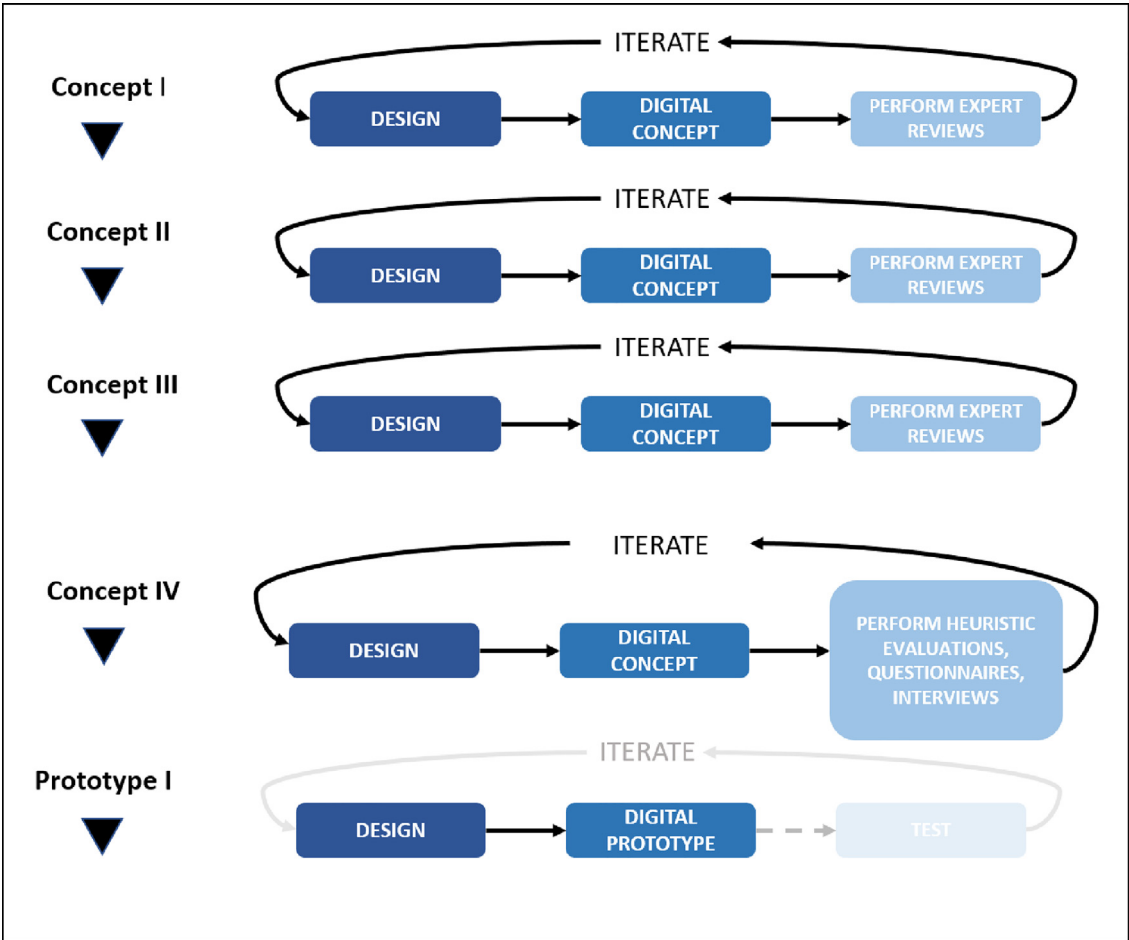 ITERATE
Concept I
DESIGN
DIGITAL
CONCEPT
PERFORM EXPERT
REVIEWS
ITERATE
Concept II
DESIGN
DIGITAL
CONCEPT
PERFORM EXPERT
REVIEWS
ITERATE
Concept III
DESIGN
DIGITAL
CONCEPT
PERFORM EXPERT
REVIEWS
ITERATE
Concept IV
DESIGN
DIGITAL
CONCEPT
PERFORM HEURISTIC
EVALUATIONS,
QUESTIONNAIRES,
INTERVIEWS
ITERATE
Prototype I
DESIGN
DIGITAL
PROTOTYPE
TEST